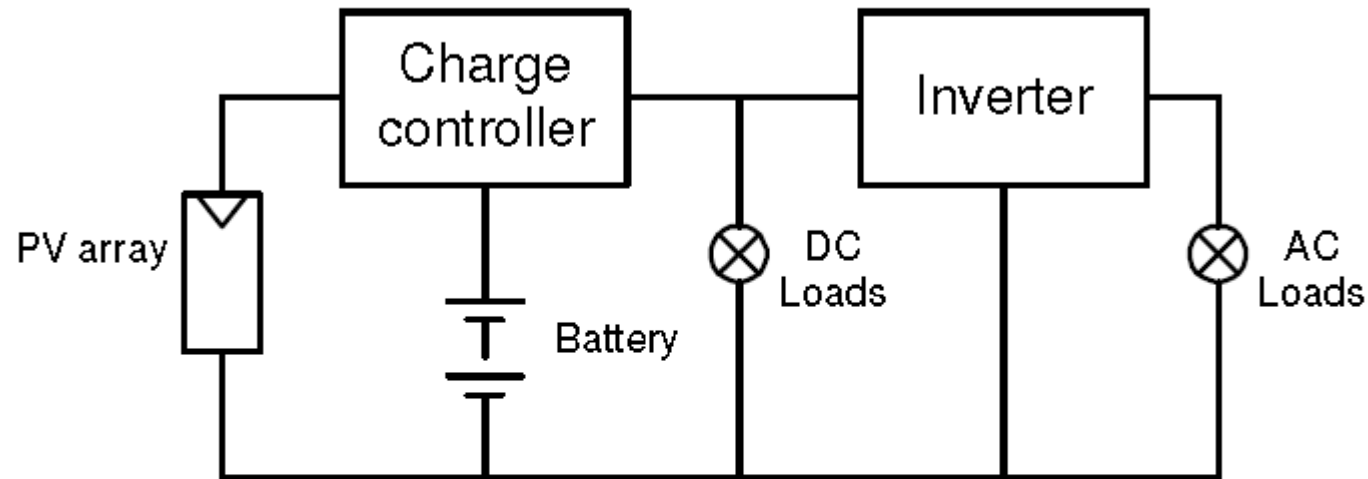 Charge
controller
Inverter
PV array
DC
Loads
AC
Loads
Battery